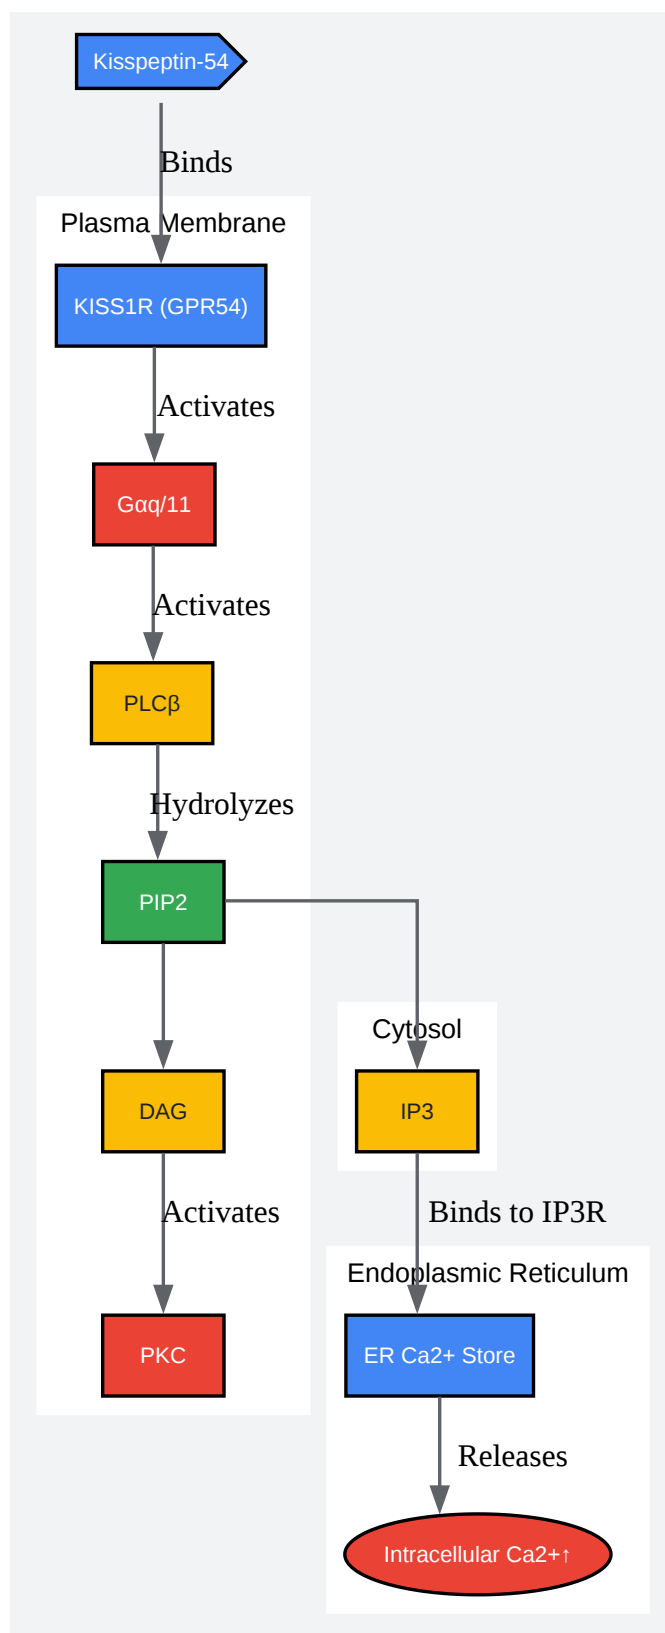 Kisspeptin-54
Binds
Plasma Membrane
KISS1R (GPR54)
Activates
Gαq/11
Activates
PLCβ
Hydrolyzes
PIP2
Cytosol
DAG
IP3
Activates
Binds to IP3R
Endoplasmic Reticulum
PKC
ER Ca2+ Store
Releases
Intracellular Ca2+↑